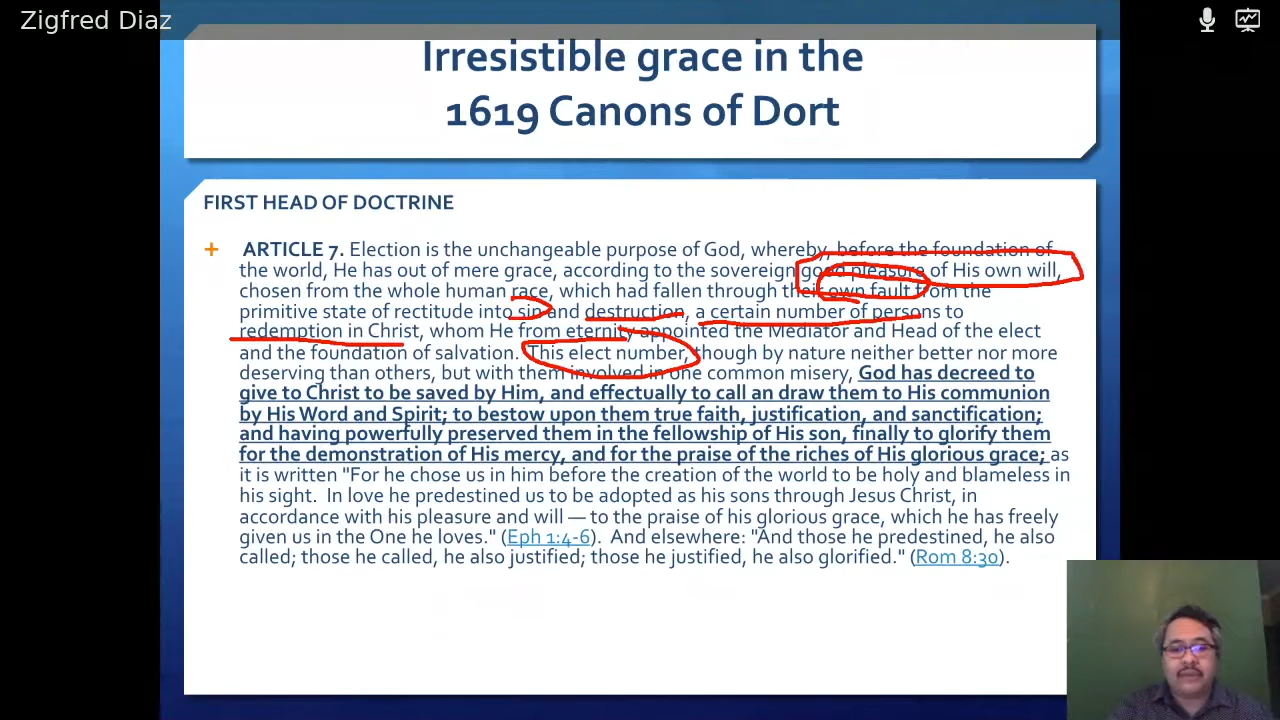 Zigfred Diaz
Irresistible grace in the
1619 Canons of Dort
FIRST HEAD OF DOCTRINE
+ ARTICLE 7. Election is the unchangeable purpose of God, whereby, before the foundation of
the world, He has out of mere grace, according to the sovereign good pleasure of His own will,
chosen from the whole human race, which had fallen through their own fault from the
primitive state of rectitude into sin and destruction, a certain number of persons to
redemption in Christ, whom He from eternity appointed the Mediator and Head of the elect
and the foundation of salvation. This elect number, though by nature neither better nor more
deserving than others, but with them involved in one common misery, God has decreed to
give to Christ to be saved by Him, and effectually to call an draw them to His communion
by His Word and Spirit; to bestow upon them true faith, justification, and sanctification;
and having powerfully preserved them in the fellowship of His son, finally to glorify them
for the demonstration of His mercy, and for the praise of the riches of His glorious grace; as
it is written "For he chose us in him before the creation of the world to be holy and blameless in
his sight. In love he predestined us to be adopted as his sons through Jesus Christ, in
accordance with his pleasure and will — to the praise of his glorious grace, which he has freely
given us in the One he loves." (Eph 1:4-6). And elsewhere: "And those he predestined, he also
called; those he called, he also justified; those he justified, he also glorified." (Rom 8:30).